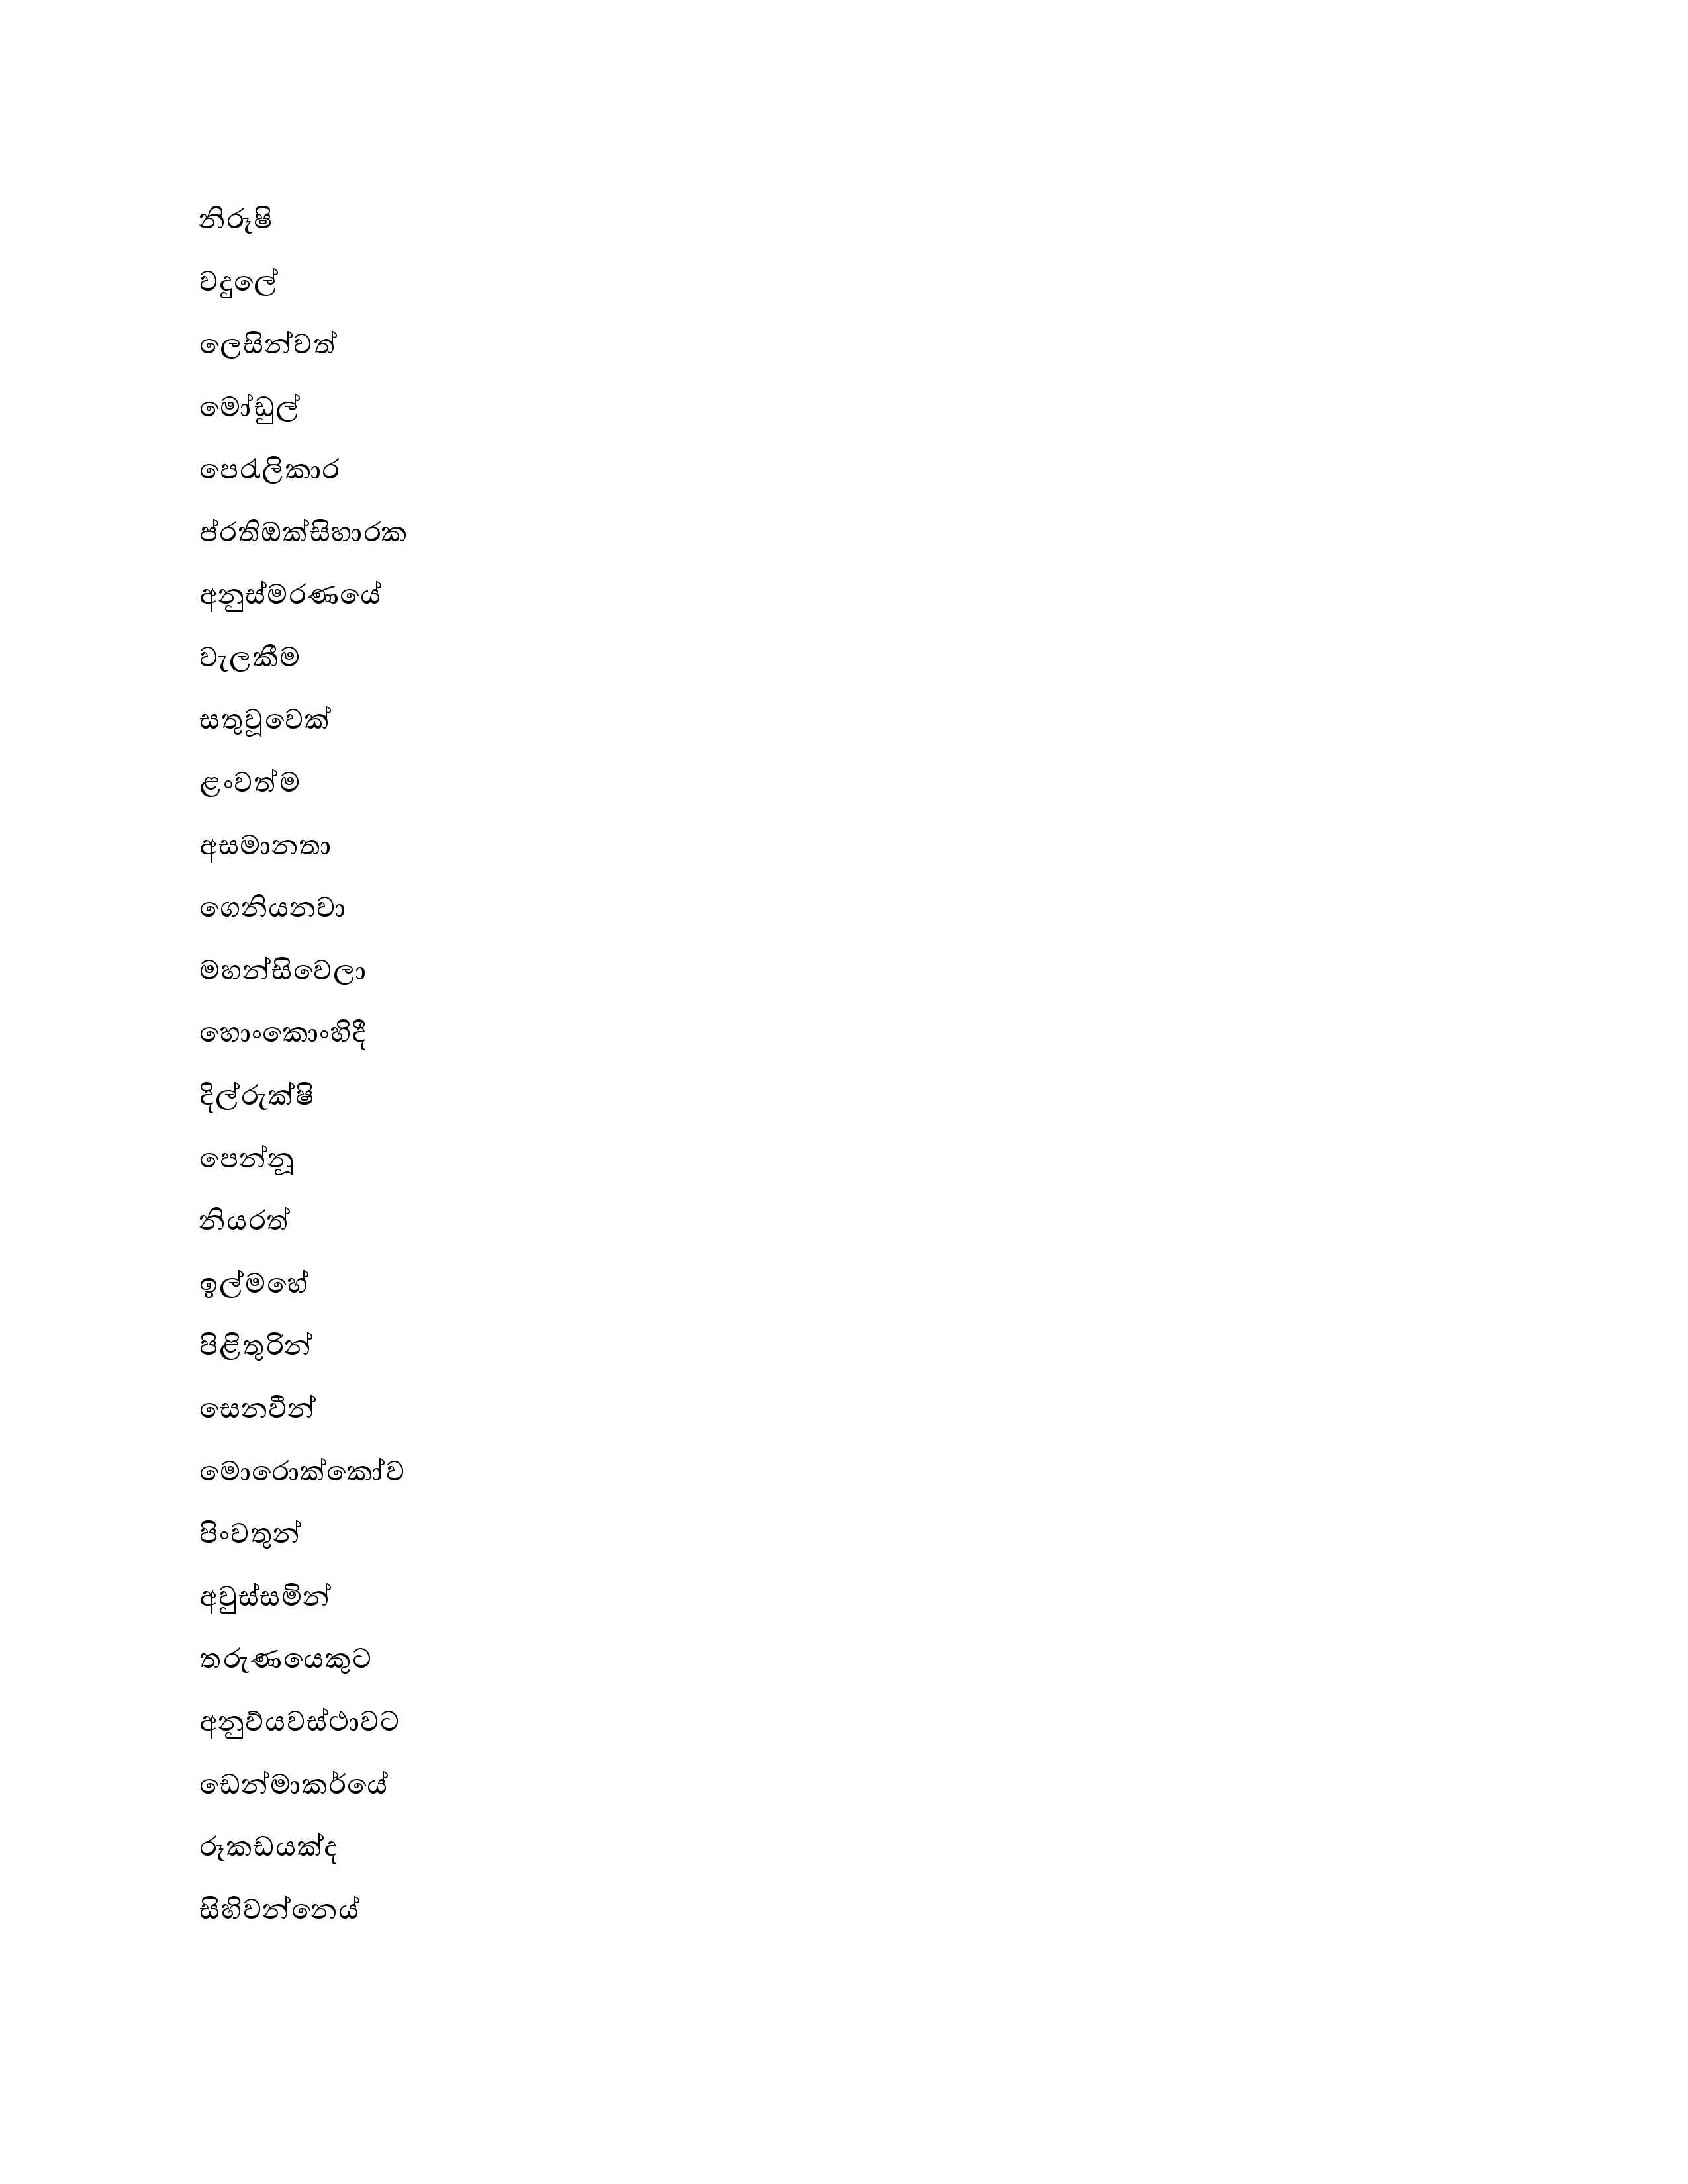 නිරූෂි
වදුලේ
ලෙසින්වත්
මෝඩුල්
පෙරැලිකාර
ප්රතිඔක්සිහාරක
අනුස්මරණයේ
වැලකීම
සතුවූවෙක්
ළංවත්ම
අසමානතා
ගෙනියනවා
මහන්සිවෙලා
හොංකොංහිදී
දිල්රුක්ෂි
පෙන්නූ
නියරත්
ඉල්මහේ
පිළිතුරින්
සෙනවීන්
මොරොක්කෝව
පිංවතුන්
අවුස්සමින්
තරුණයෙකුට
අනුව්යවස්ථාවට
ඩෙන්මාකර්යේ
රූකඩයක්ද
සිහිවන්නෙය්